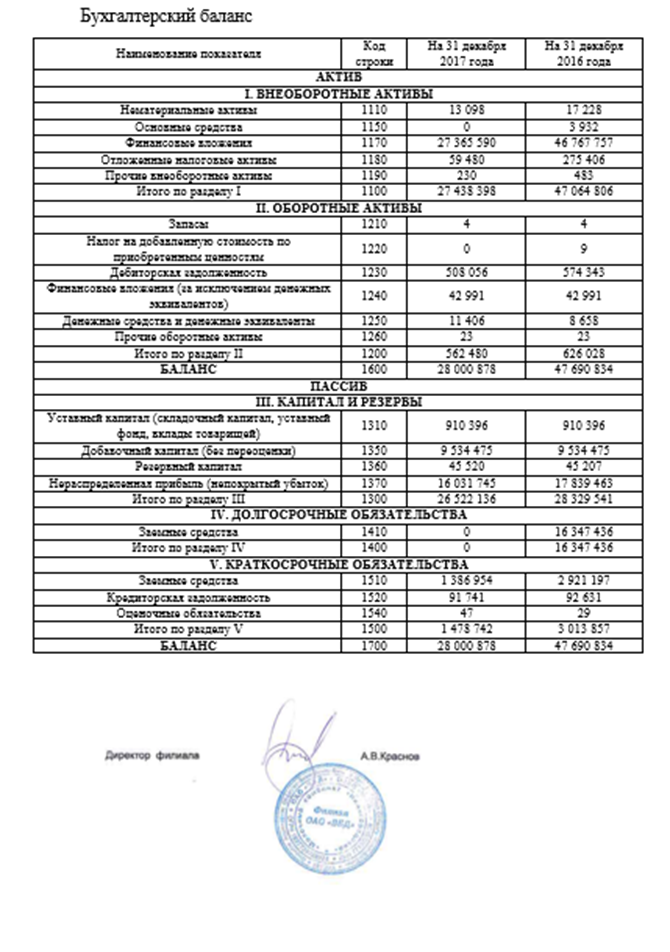 Бухгалтерский баланс
Наименование показателя Код строки На 31 декабря 2017 года На 31 декабря 2016 года
АКТИВ
I. ВНЕОБОРОТНЫЕ АКТИВЫ
Нематериальные активы 1110 13 098 17 228
Основные средства 1150 0 3 932
Финансовые вложения 1170 27 365 590 46 767 757
Отложенные налоговые активы 1180 59 480 275 406
Прочие внеоборотные активы 1190 230 483
Итого по разделу I 1100 27 438 398 47 064 806
II. ОБОРОТНЫЕ АКТИВЫ
Запасы 1210 4 4
Налог на добавленную стоимость по
приобретенным ценностям 1220 0 9
Дебиторская задолженность 1230 508 056 574 343
Финансовые вложения (за исключением денежных
эквивалентов) 1240 42 991 42 991
Денежные средства и денежные эквиваленты 1250 11 406 8 658
Прочие оборотные активы 1260 23 23
Итого по разделу II 1200 562 480 626 028
БАЛАНС 1600 28 000 878 47 690 834
ПАССИВ
III. КАПИТАЛ И РЕЗЕРВЫ
Уставный капитал (складочный капитал, уставный
фонд, вклады товарищей) 1310 910 396 910 396
Добавочный капитал (без переоценки) 1350 9 534 475 9 534 475
Резервный капитал 1360 45 520 45 207
Нераспределенная прибыль (непокрытый убыток) 1370 16 031 745 17 839 463
Итого по разделу III 1300 26 522 136 28 329 541
IV. ДОЛГОСРОЧНЫЕ ОБЯЗАТЕЛЬСТВА
Заемные средства 1410 0 16 347 436
Итого по разделу IV 1400 0 16 347 436
V. КРАТКОСРОЧНЫЕ ОБЯЗАТЕЛЬСТВА
Заемные средства 1510 1 386 954 2 921 197
Кредиторская задолженность 1520 91 741 92 631
Оценочные обязательства 1540 47 29
Итого по разделу V 1500 1 478 742 3 013 857
БАЛАНС 1700 28 000 878 47 690 834
Директор филиала А.В.Краснов
Филиал
ОАО «ВБД»